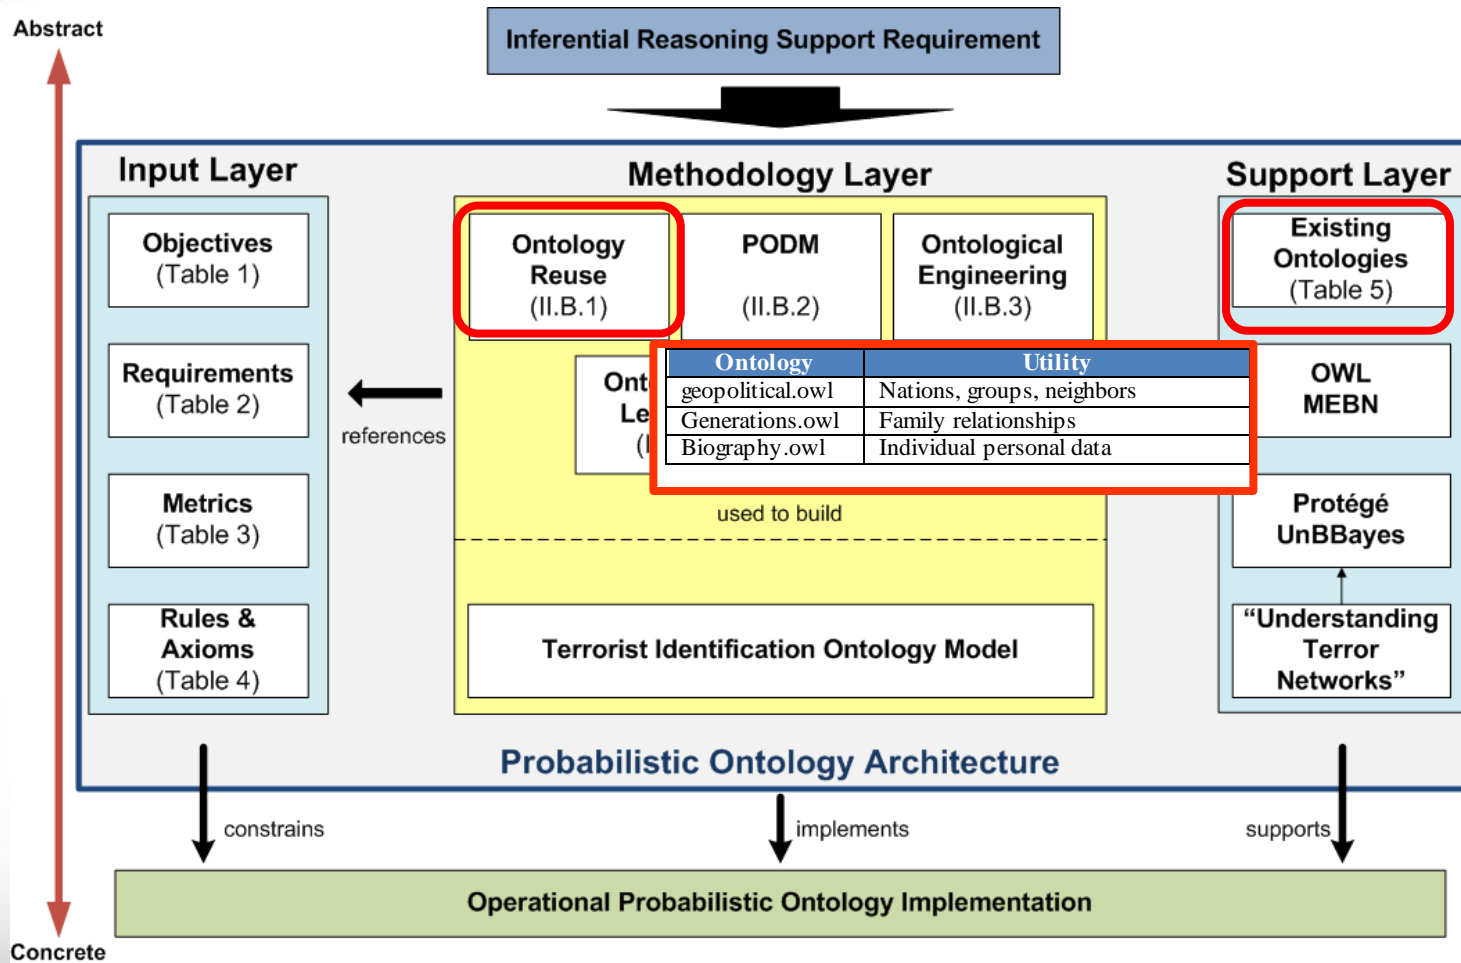 Abstract
Inferential Reasoning Support Requirement
Input Layer
Objectives
(Table 1)
Requirements
(Table 2)
Metrics
(Table 3)
Rules &
Axioms
(Table 4)
references
Methodology Layer
Ontology
Reuse
(II.B.1)
PODM
(II.B.2)
Ontological
Engineering
(II.B.3)
Ontology Utility
geopolitical.owl Nations, groups, neighbors
Generations.owl Family relationships
Biography.owl Individual personal data
used to build
Terrorist Identification Ontology Model
Support Layer
Existing
Ontologies
(Table 5)
OWL
MEBN
Protégé
UnBBayes
“Understanding
Terror
Networks”
Probabilistic Ontology Architecture
constrains
implements
supports
Operational Probabilistic Ontology Implementation
Concrete